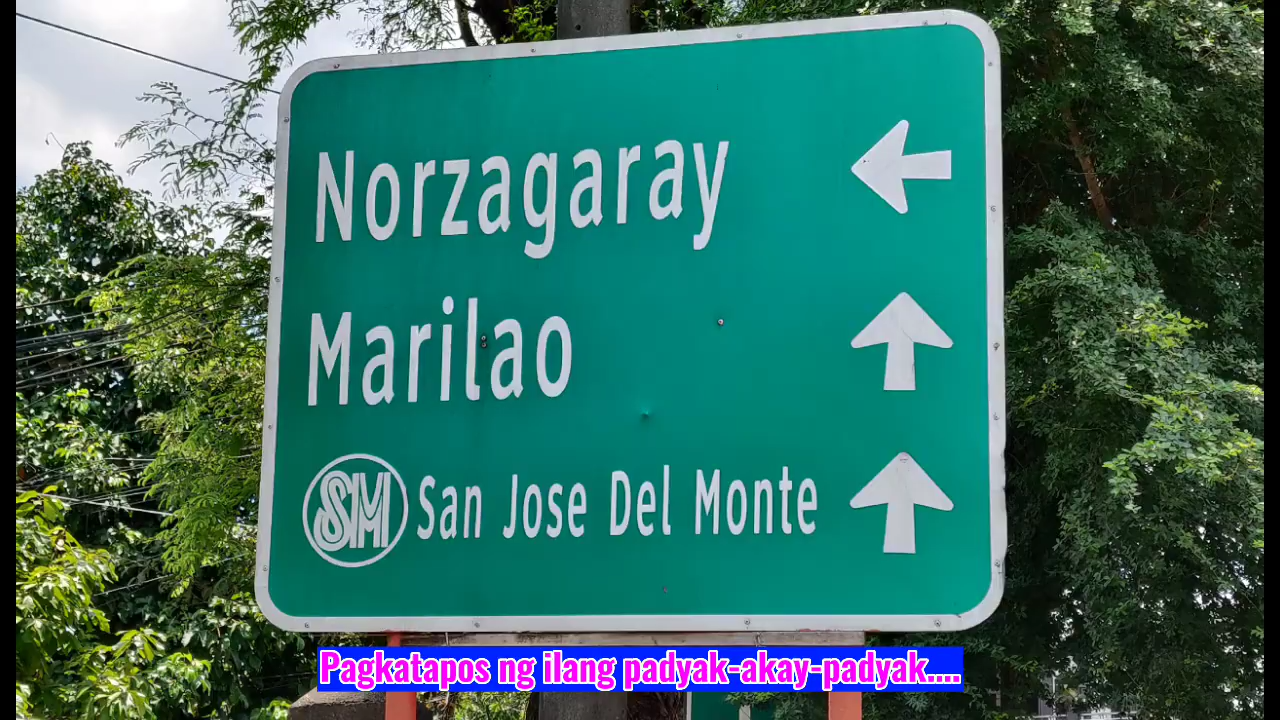 Norzagaray
Marilao
SM San Jose Del Monte
Pagkatapos ng ilang padyak-akay-padyak....